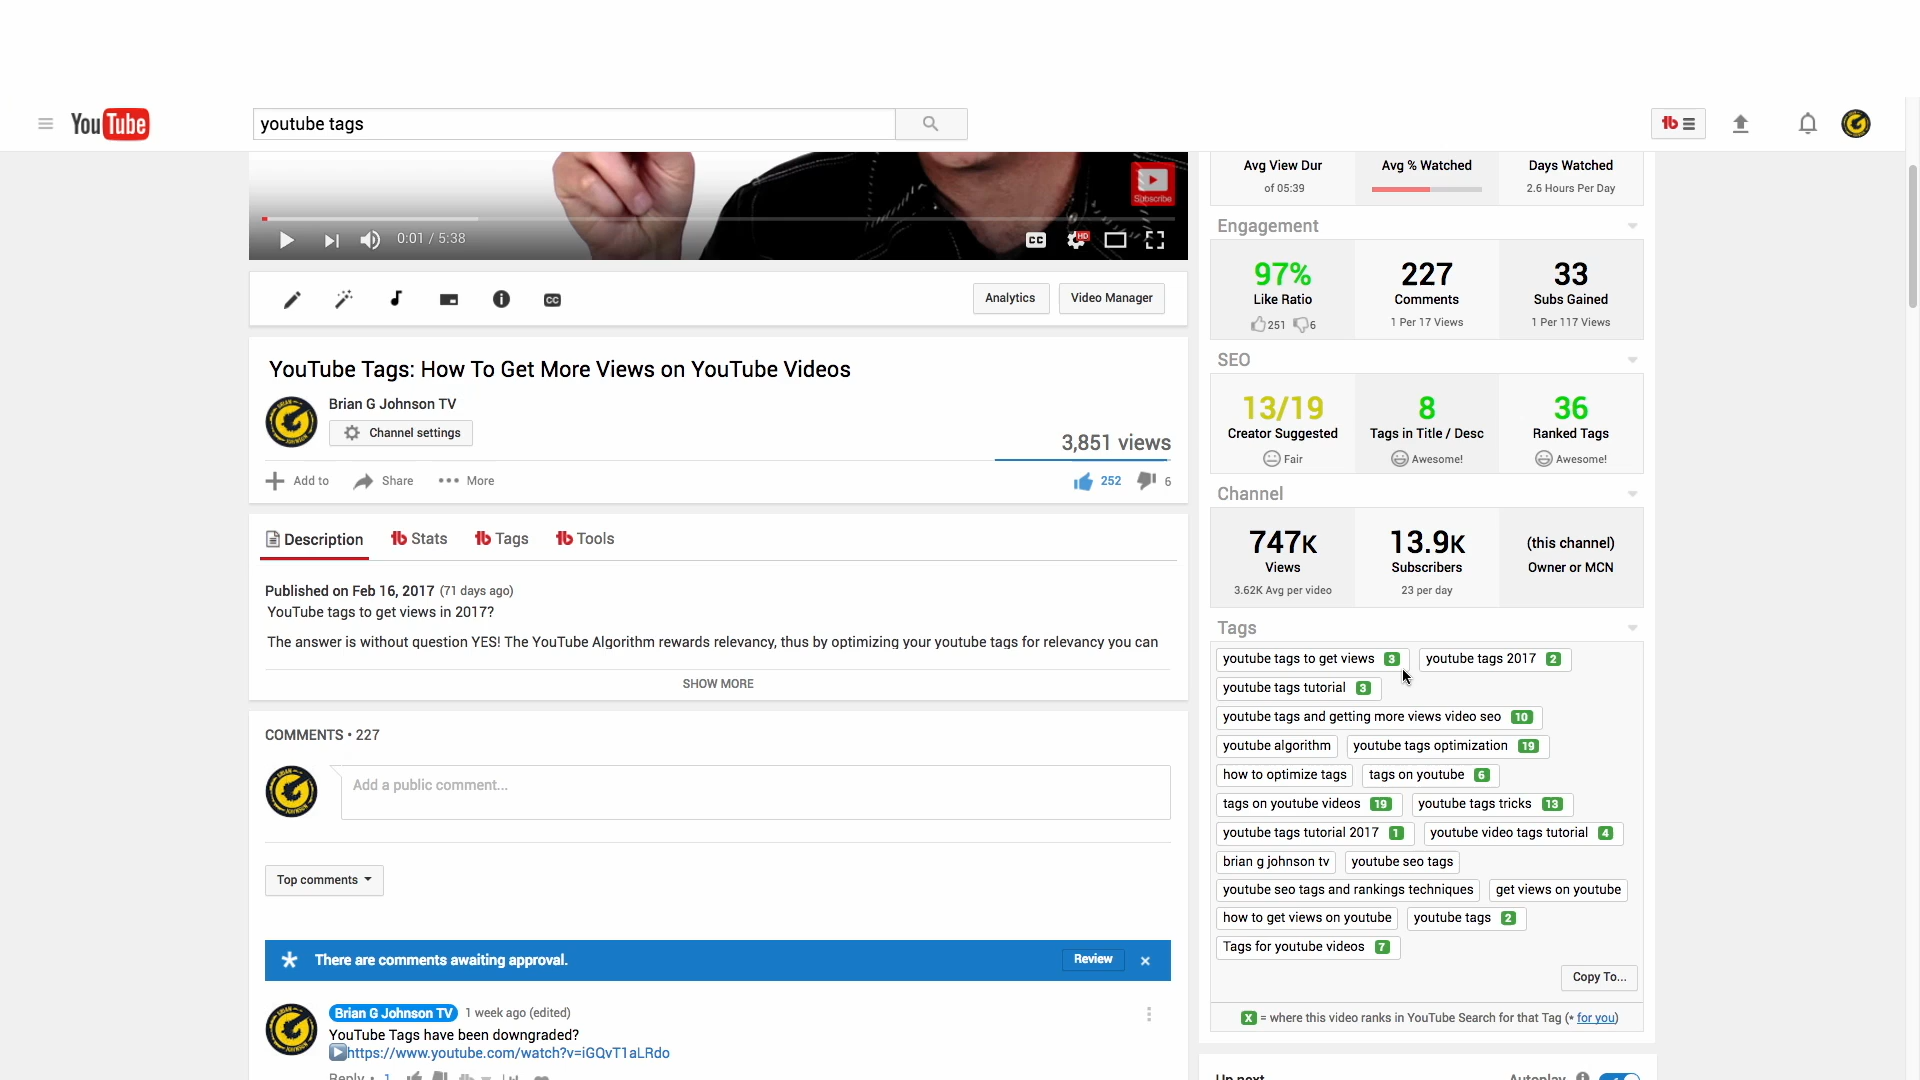 YouTube
youtube tags
Subscribe
0:01 / 5:38
CC
HD
Analytics
Video Manager
YouTube Tags: How To Get More Views on YouTube Videos
Brian G Johnson TV
Channel settings
3,851 views
Add to
Share
More
252
6
Description
tb Stats
tb Tags
tb Tools
Published on Feb 16, 2017 (71 days ago)
YouTube tags to get views in 2017?
The answer is without question YES! The YouTube Algorithm rewards relevancy, thus by optimizing your youtube tags for relevancy you can
SHOW MORE
COMMENTS • 227
Add a public comment...
Top comments
There are comments awaiting approval.
Review
Brian G Johnson TV 1 week ago (edited)
YouTube Tags have been downgraded?
https://www.youtube.com/watch?v=iGQvT1aLRdo
Reply • 1
tb
Avg View Dur
of 05:39
Avg % Watched
Days Watched
2.6 Hours Per Day
Engagement
97%
Like Ratio
251 6
227
Comments
1 Per 17 Views
33
Subs Gained
1 Per 117 Views
SEO
13/19
Creator Suggested
Fair
8
Tags in Title / Desc
Awesome!
36
Ranked Tags
Awesome!
Channel
747K
Views
3.62K Avg per video
13.9K
Subscribers
23 per day
(this channel)
Owner or MCN
Tags
youtube tags to get views 3 youtube tags 2017 2
youtube tags tutorial 3
youtube tags and getting more views video seo 10
youtube algorithm youtube tags optimization 19
how to optimize tags tags on youtube 6
tags on youtube videos 19 youtube tags tricks 13
youtube tags tutorial 2017 1 youtube video tags tutorial 4
brian g johnson tv youtube seo tags
youtube seo tags and rankings techniques get views on youtube
how to get views on youtube youtube tags 2
Tags for youtube videos 7
Copy To...
X = where this video ranks in YouTube Search for that Tag (* for you)
Up next
Autoplay